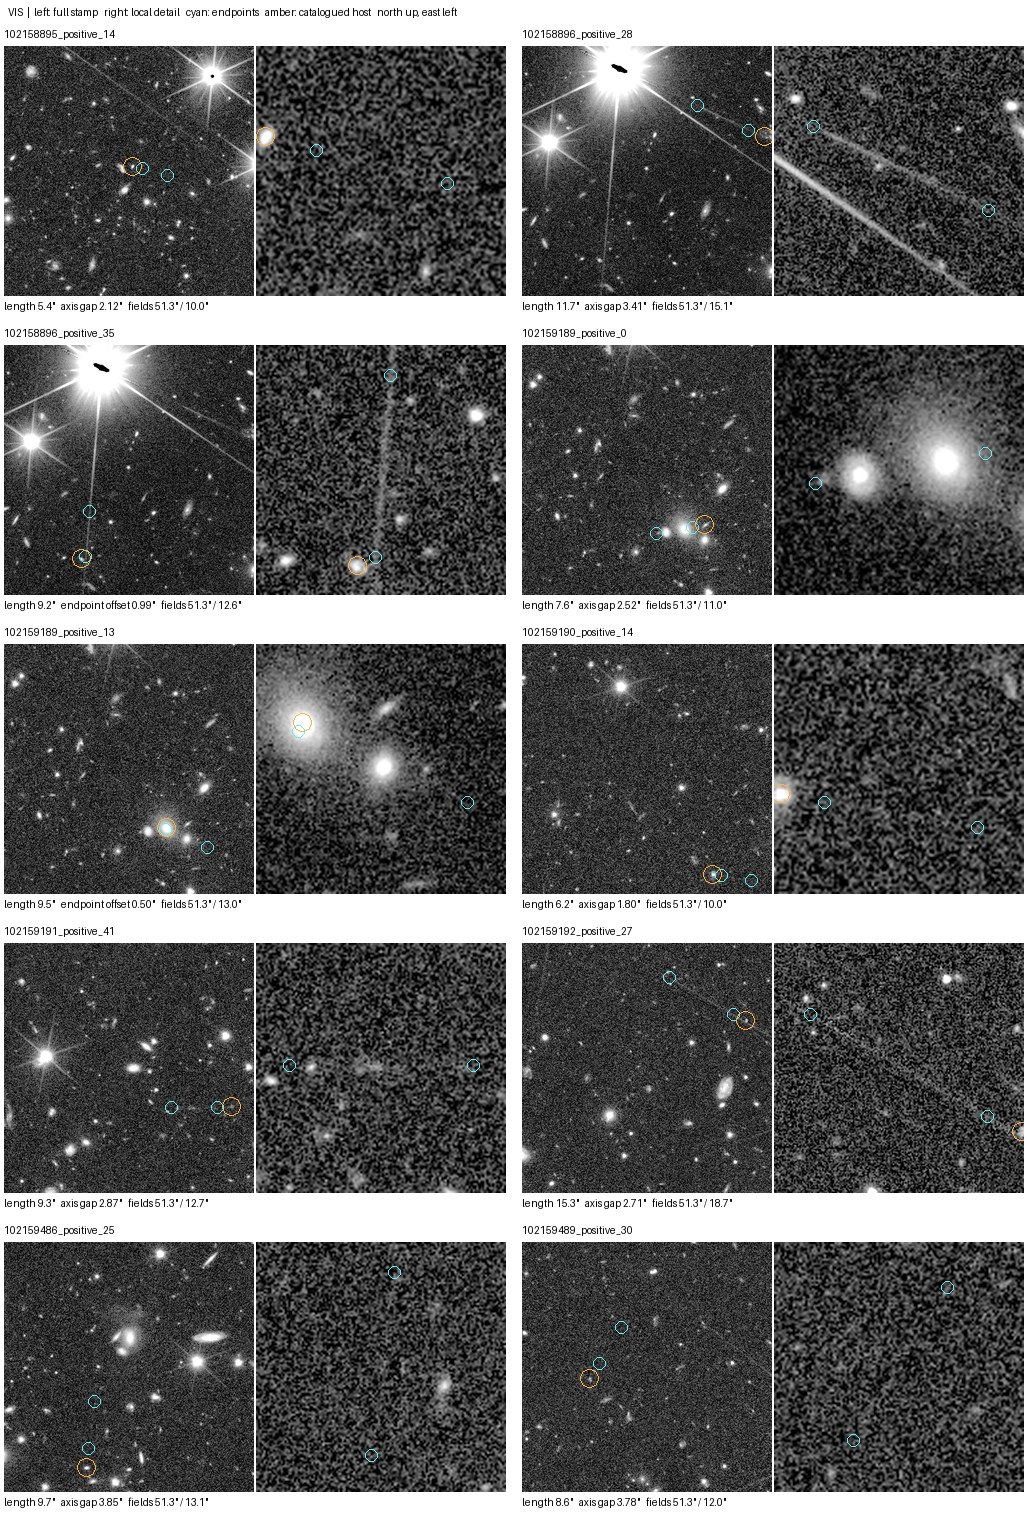 VIS | left: full stamp right: local detail cyan: endpoints amber: catalogued host north up, east left
102158895_positive_14
102158896_positive_28
length 5.4" axis gap 2.12" fields 51.3" / 10.0"
length 11.7" axis gap 3.41" fields 51.3" / 15.1"
102158896_positive_35
102159189_positive_0
length 9.2" endpoint offset 0.99" fields 51.3" / 12.6"
length 7.6" axis gap 2.52" fields 51.3" / 11.0"
102159189_positive_13
102159190_positive_14
length 9.5" endpoint offset 0.50" fields 51.3" / 13.0"
length 6.2" axis gap 1.80" fields 51.3" / 10.0"
102159191_positive_41
102159192_positive_27
length 9.3" axis gap 2.87" fields 51.3" / 12.7"
length 15.3" axis gap 2.71" fields 51.3" / 18.7"
102159486_positive_25
102159489_positive_30
length 9.7" axis gap 3.85" fields 51.3" / 13.1"
length 8.6" axis gap 3.78" fields 51.3" / 12.0"